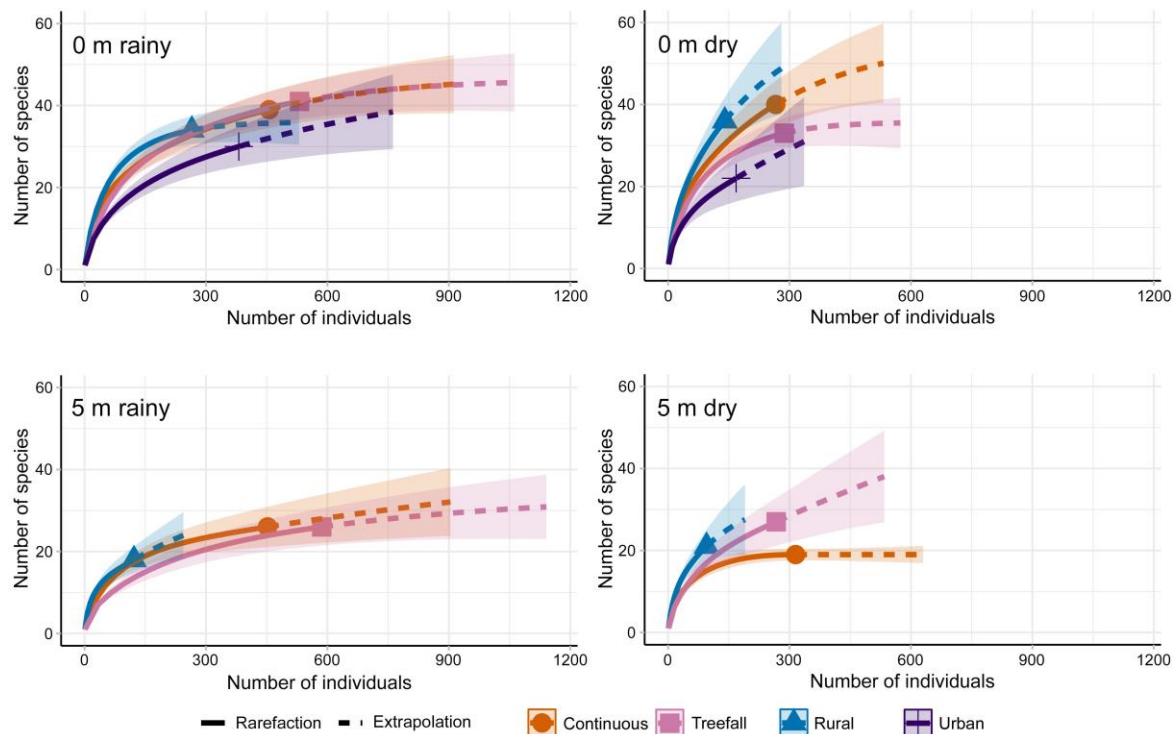 0 m rainy
60
40
20
0
Number of species
0 300 600 900 1200
Number of individuals
0 m dry
60
40
20
0
Number of species
0 300 600 900 1200
Number of individuals
5 m rainy
60
40
20
0
Number of species
0 300 600 900 1200
Number of individuals
5 m dry
60
40
20
0
Number of species
0 300 600 900 1200
Number of individuals
Rarefaction Extrapolation Continuous Treefall Rural Urban